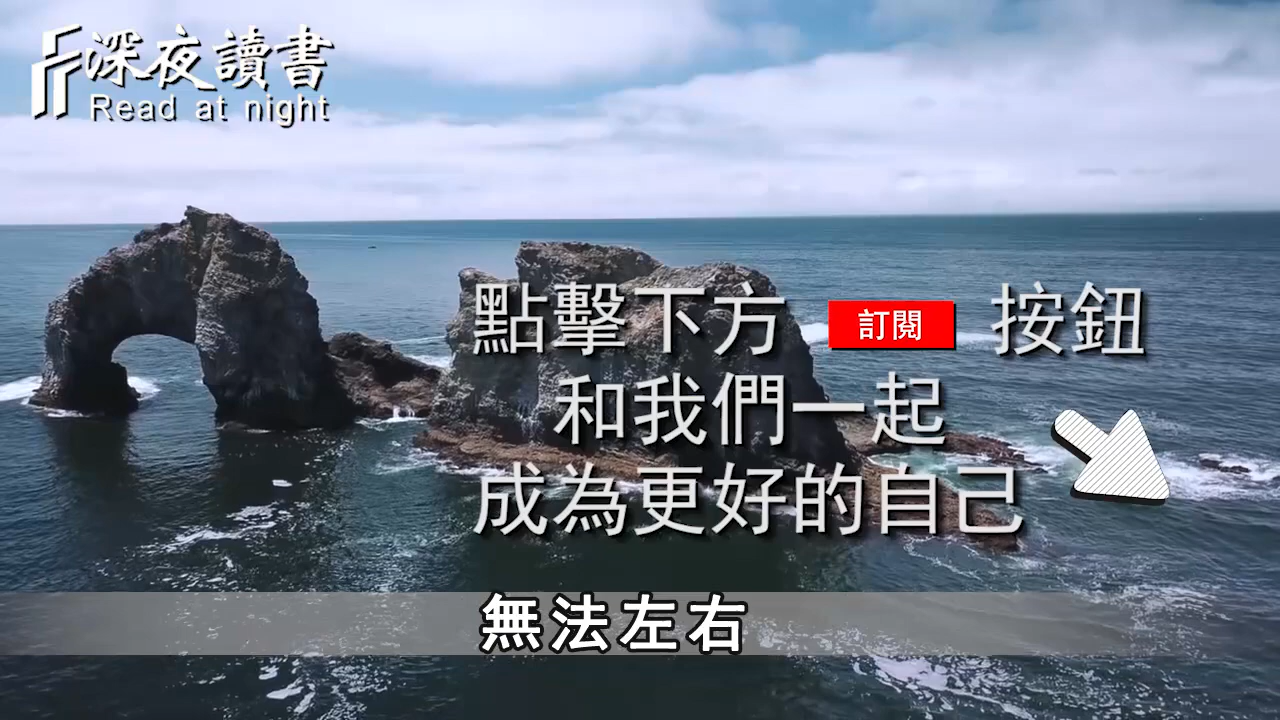 深夜讀書
Read at night
點擊下方 訂閱 按鈕
和我們一起
成為更好的自己
無法左右